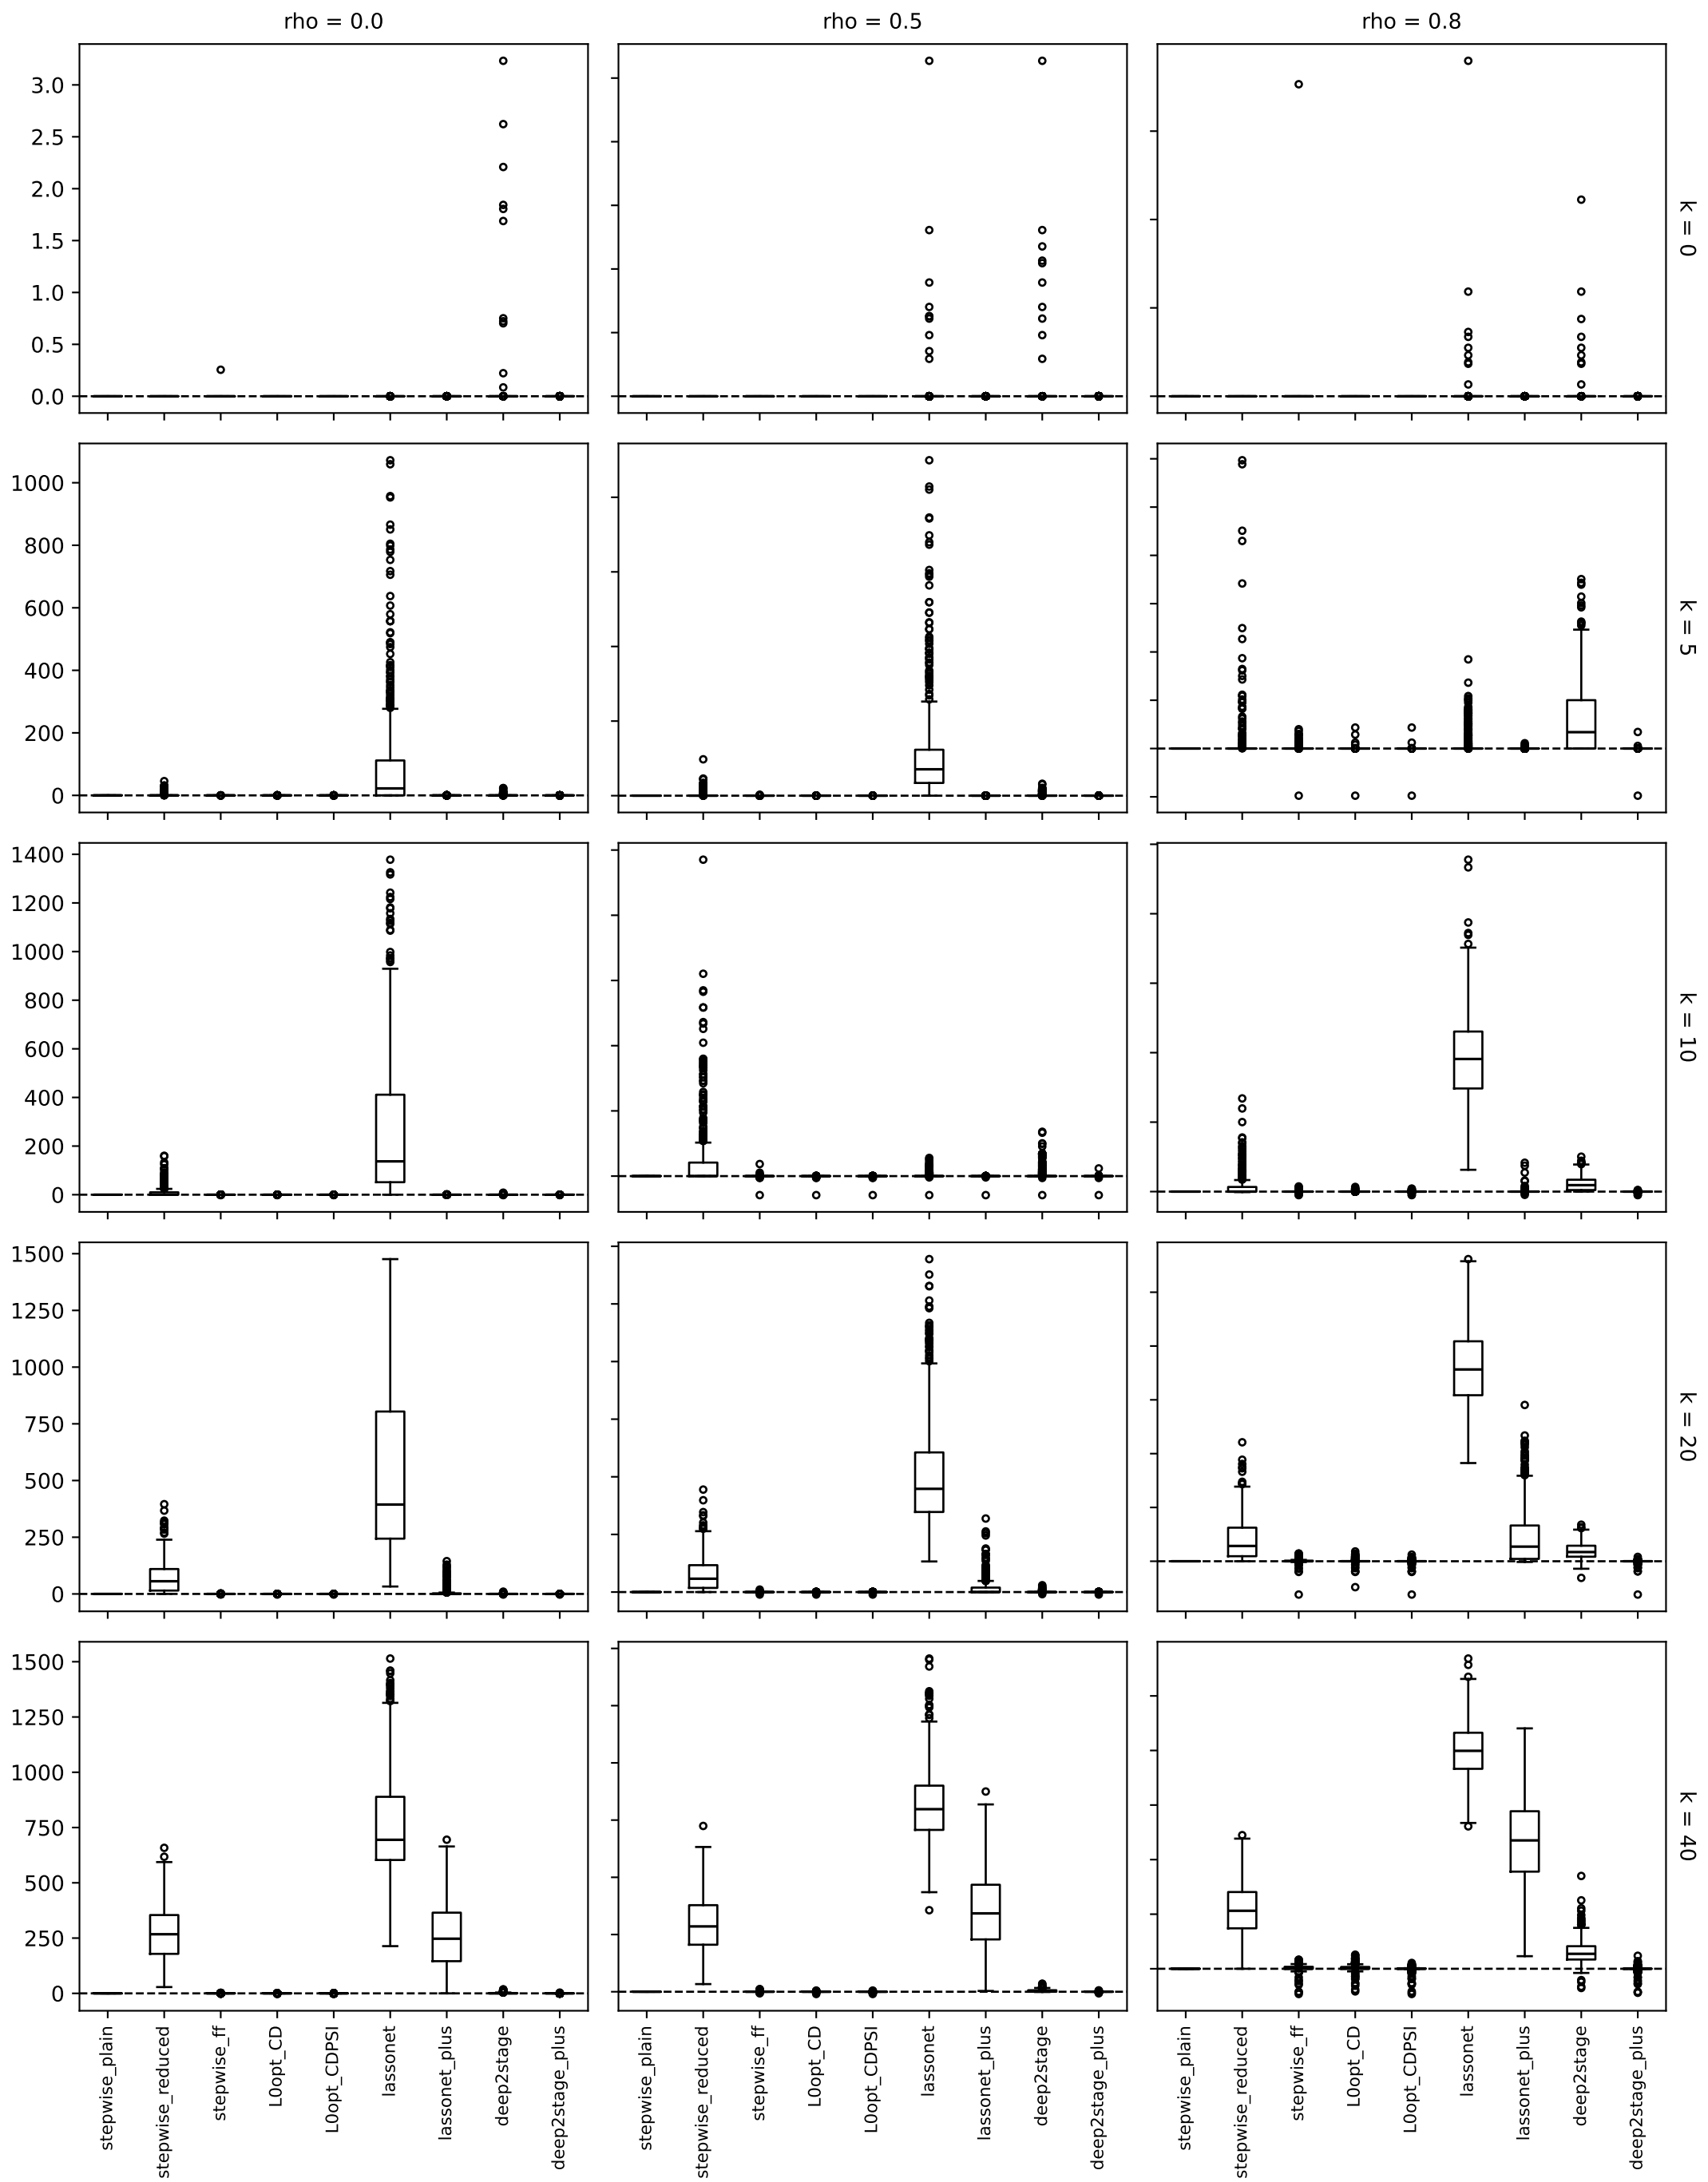 rho = 0.0
rho = 0.5
rho = 0.8
3.0
2.5
2.0
1.5
1.0
0.5
0.0
k = 0
1000
800
600
400
200
0
k = 5
1400
1200
1000
800
600
400
200
0
k = 10
1500
1250
1000
750
500
250
0
k = 20
1500
1250
1000
750
500
250
0
k = 40
stepwise_plain
stepwise_reduced
stepwise_ff
L0opt_CD
L0opt_CDPSI
lassonet
lassonet_plus
deep2stage
deep2stage_plus
stepwise_plain
stepwise_reduced
stepwise_ff
L0opt_CD
L0opt_CDPSI
lassonet
lassonet_plus
deep2stage
deep2stage_plus
stepwise_plain
stepwise_reduced
stepwise_ff
L0opt_CD
L0opt_CDPSI
lassonet
lassonet_plus
deep2stage
deep2stage_plus